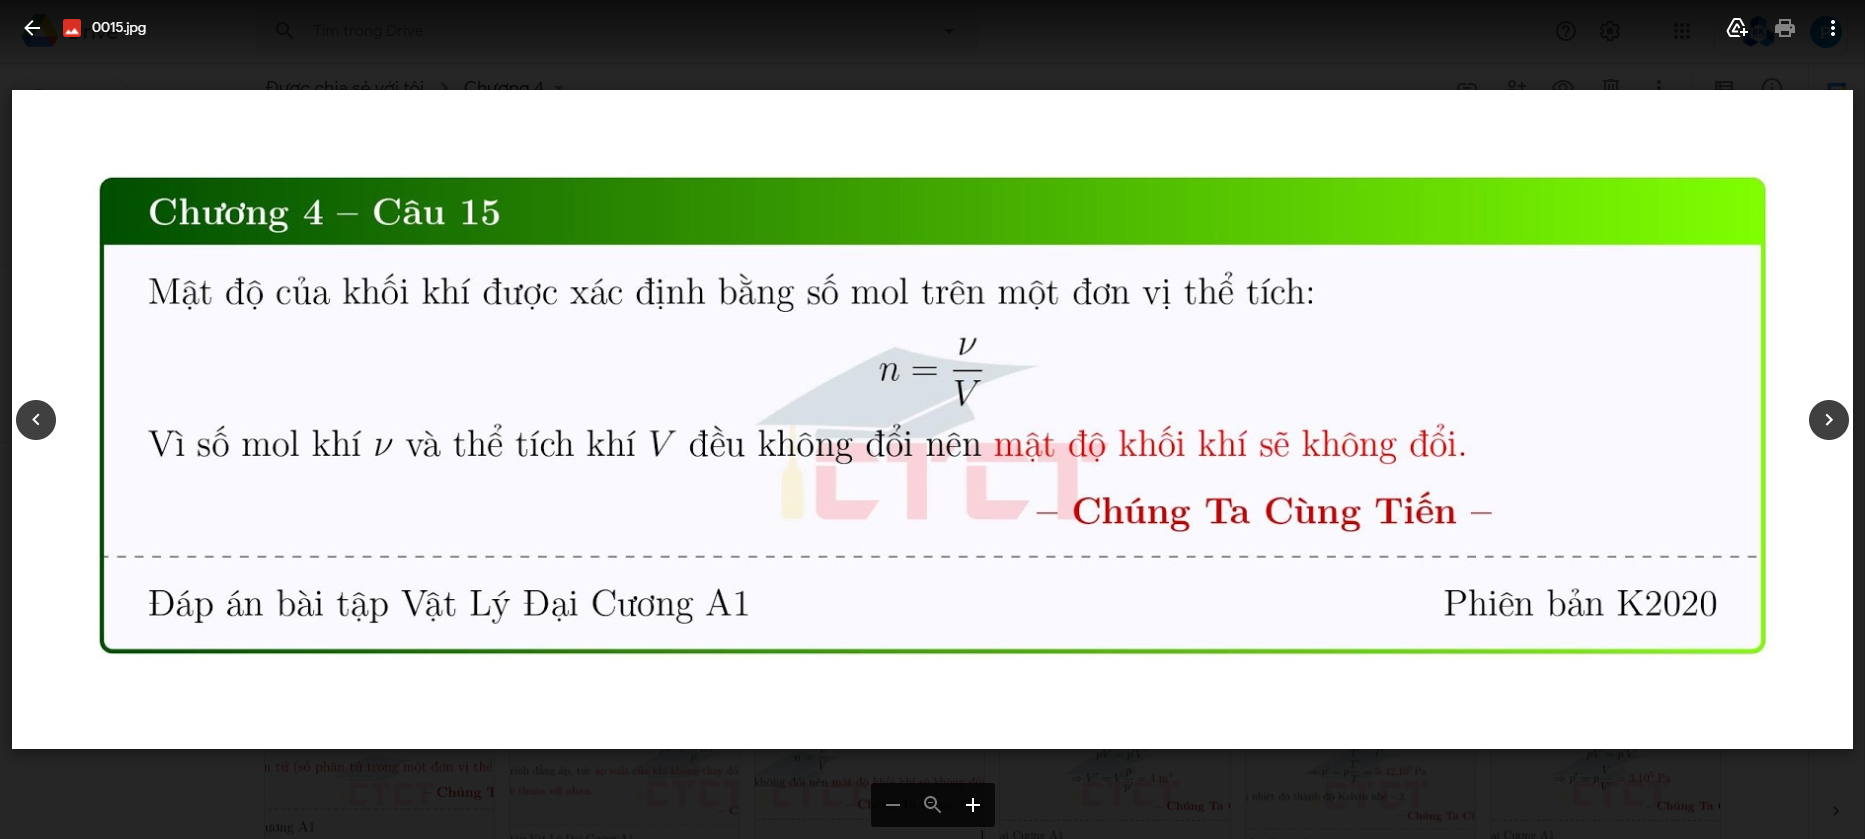 0015.jpg
Tìm trong Drive
Được chia sẻ với tôi > Chương 4
Chương 4 – Câu 15
Mật độ của khối khí được xác định bằng số mol trên một đơn vị thể tích:
n = ν/V
Vì số mol khí ν và thể tích khí V đều không đổi nên mật độ khối khí sẽ không đổi.
CTCT
– Chúng Ta Cùng Tiến –
Đáp án bài tập Vật Lý Đại Cương A1
Phiên bản K2020